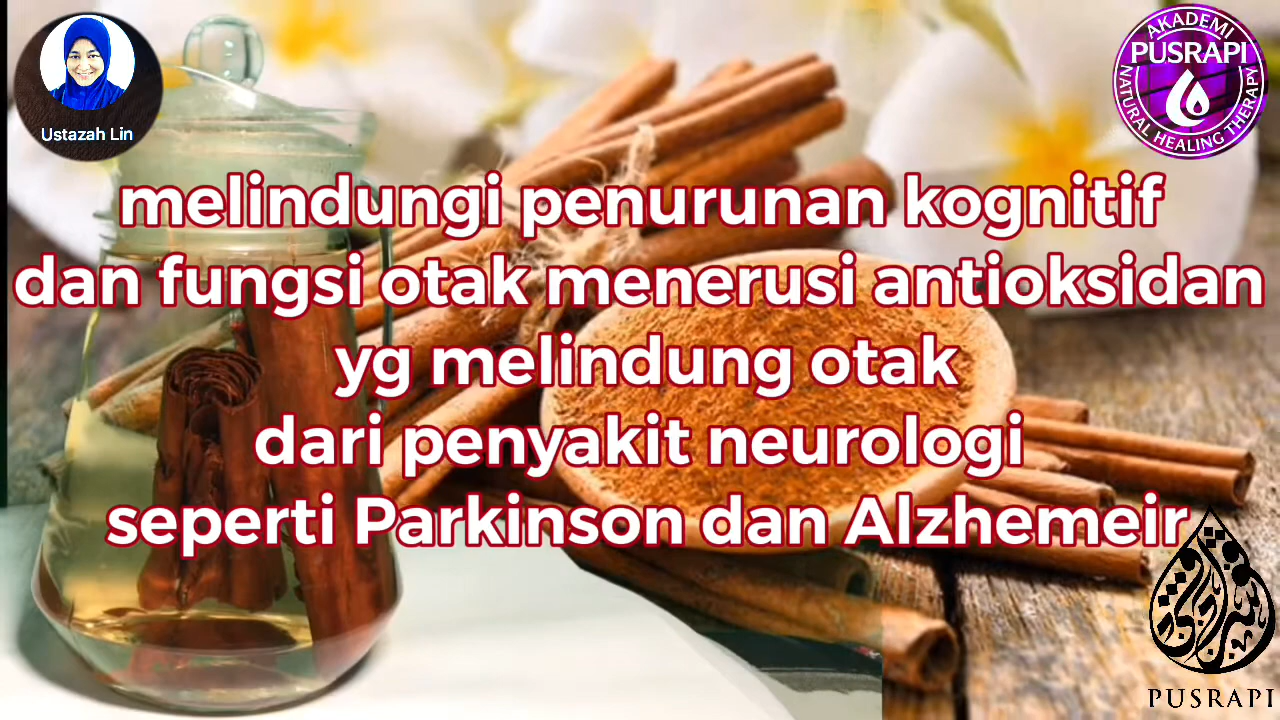 Ustazah Lin
AKADEMI
PUSRAPI
NATURAL HEALING THERAPY
melindungi penurunan kognitif
dan fungsi otak menerusi antioksidan
yg melindung otak
dari penyakit neurologi
seperti Parkinson dan Alzhemeir
PUSRAPI